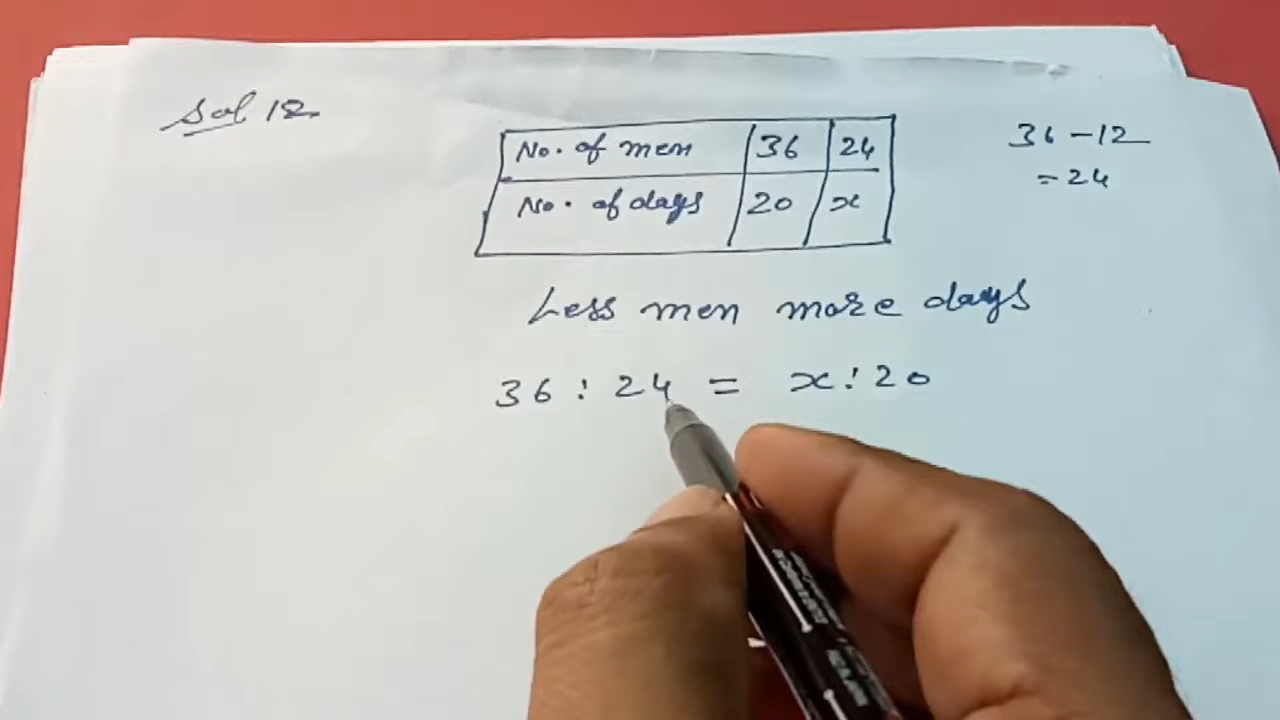 Sol 12.
No. of men 36 24
No. of days 20 x
36 - 12
= 24
Less men more days
36 : 24 = x : 20